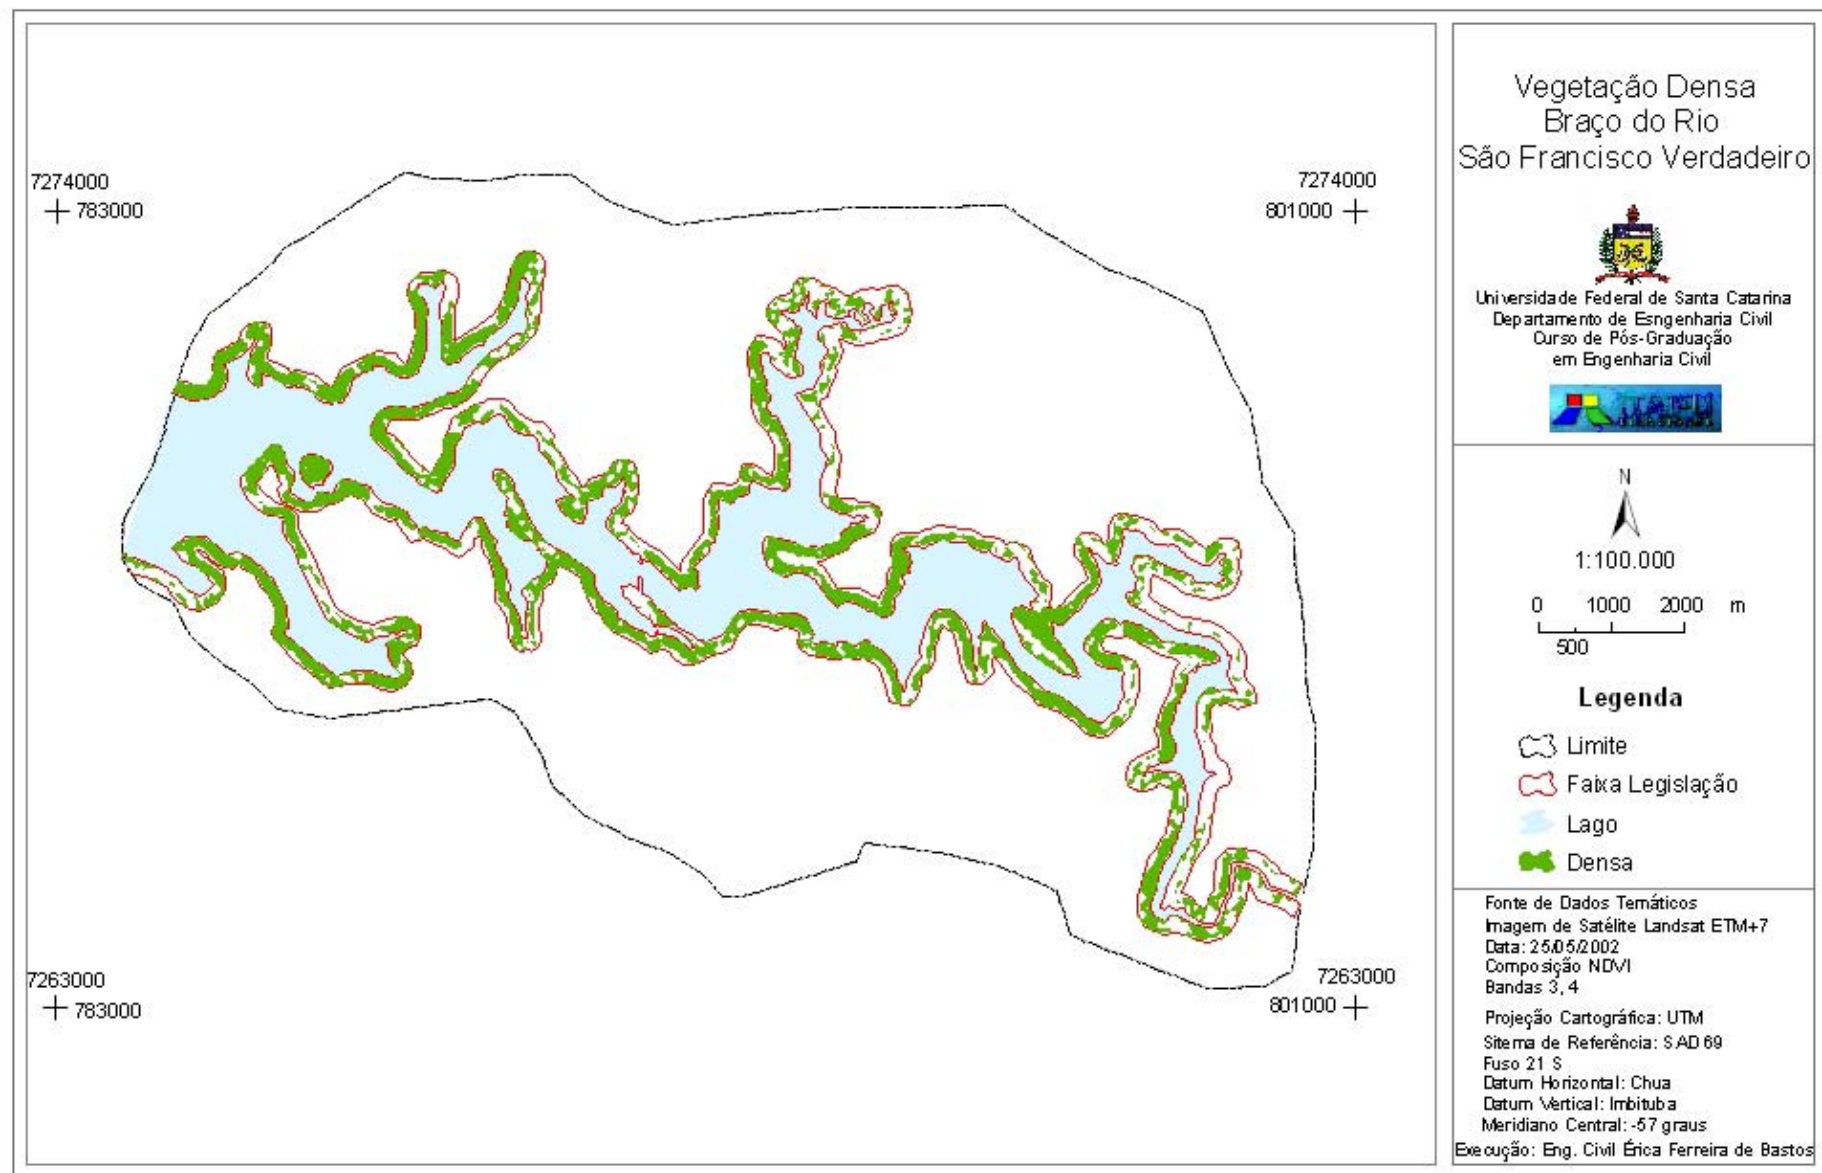 7274000
783000
7274000
801000
7263000
783000
7263000
801000
Vegetação Densa
Braço do Rio
São Francisco Verdadeiro
Universidade Federal de Santa Catarina
Departamento de Esngenharia Civil
Curso de Pós-Graduação
em Engenharia Civil
N
1:100.000
0 1000 2000 m
500
Legenda
Limite
Faixa Legislação
Lago
Densa
Fonte de Dados Temáticos
Imagem de Satélite Landsat ETM+7
Data: 25/05/2002
Composição NDVI
Bandas 3, 4
Projeção Cartográfica: UTM
Sitema de Referência: SAD 69
Fuso 21 S
Datum Horizontal: Chua
Datum Vertical: Imbituba
Meridiano Central: -57 graus
Execução: Eng. Civil Érica Ferreira de Bastos